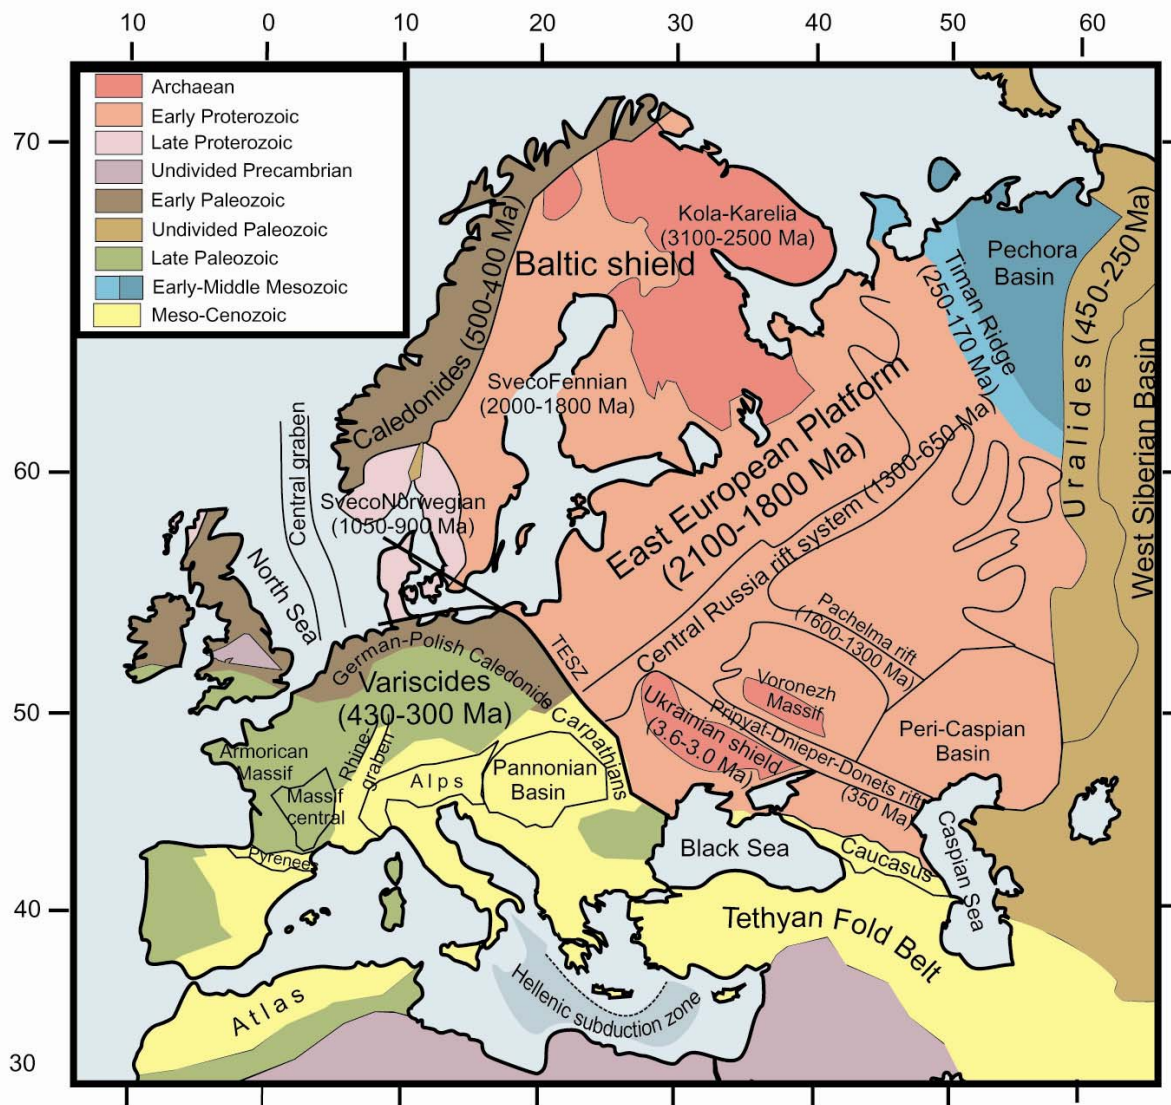 10 0 10 20 30 40 50 60
Archaean
Early Proterozoic
Late Proterozoic
Undivided Precambrian
Early Paleozoic
Undivided Paleozoic
Late Paleozoic
Early-Middle Mesozoic
Meso-Cenozoic
70
60
50
40
30
Kola-Karelia
(3100-2500 Ma)
Baltic shield
Caledonides (500-400 Ma)
SvecoFennian
(2000-1800 Ma)
Pechora
Basin
Timan Ridge
(250-170 Ma)
Uralides (450-250Ma)
West Siberian Basin
East European Platform
(2100-1800 Ma)
Central Russia rift system (1300-650 Ma)
Central graben
SvecoNorwegian
(1050-900 Ma)
North Sea
Pachelma rift
(1600-1300 Ma)
TESZ
German-Polish Caledonide
Variscides
(430-300 Ma)
Voronezh
Massif
Ukrainian shield
(3.6-3.0 Ma)
Pripyat-Dnieper-Donets rift
(350 Ma)
Peri-Caspian
Basin
Armorican
Massif
Rhine-
graben
Massif
central
Alps
Carpathians
Pannonian
Basin
Pyrenees
Black Sea
Caucasus
Caspian Sea
Tethyan Fold Belt
Hellenic subduction zone
Atlas